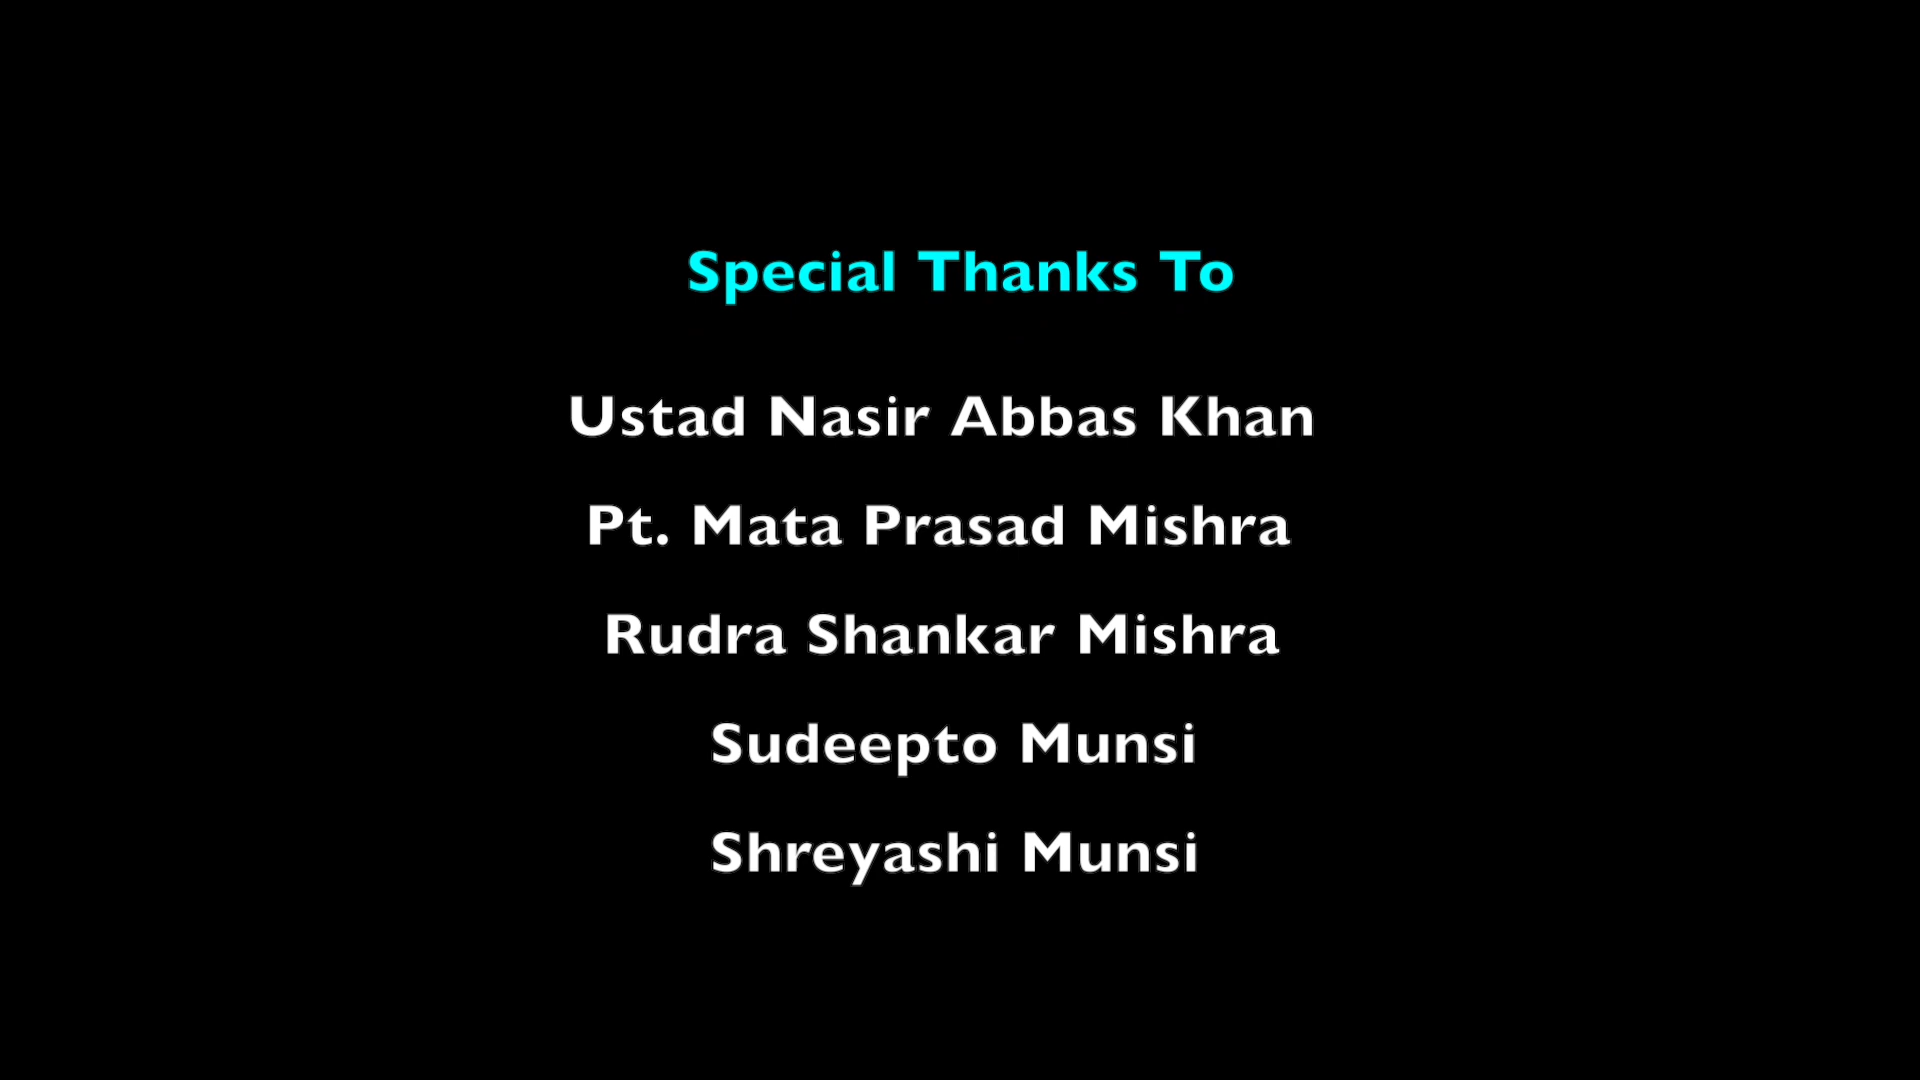 Special Thanks To
Ustad Nasir Abbas Khan
Pt. Mata Prasad Mishra
Rudra Shankar Mishra
Sudeepto Munsi
Shreyashi Munsi